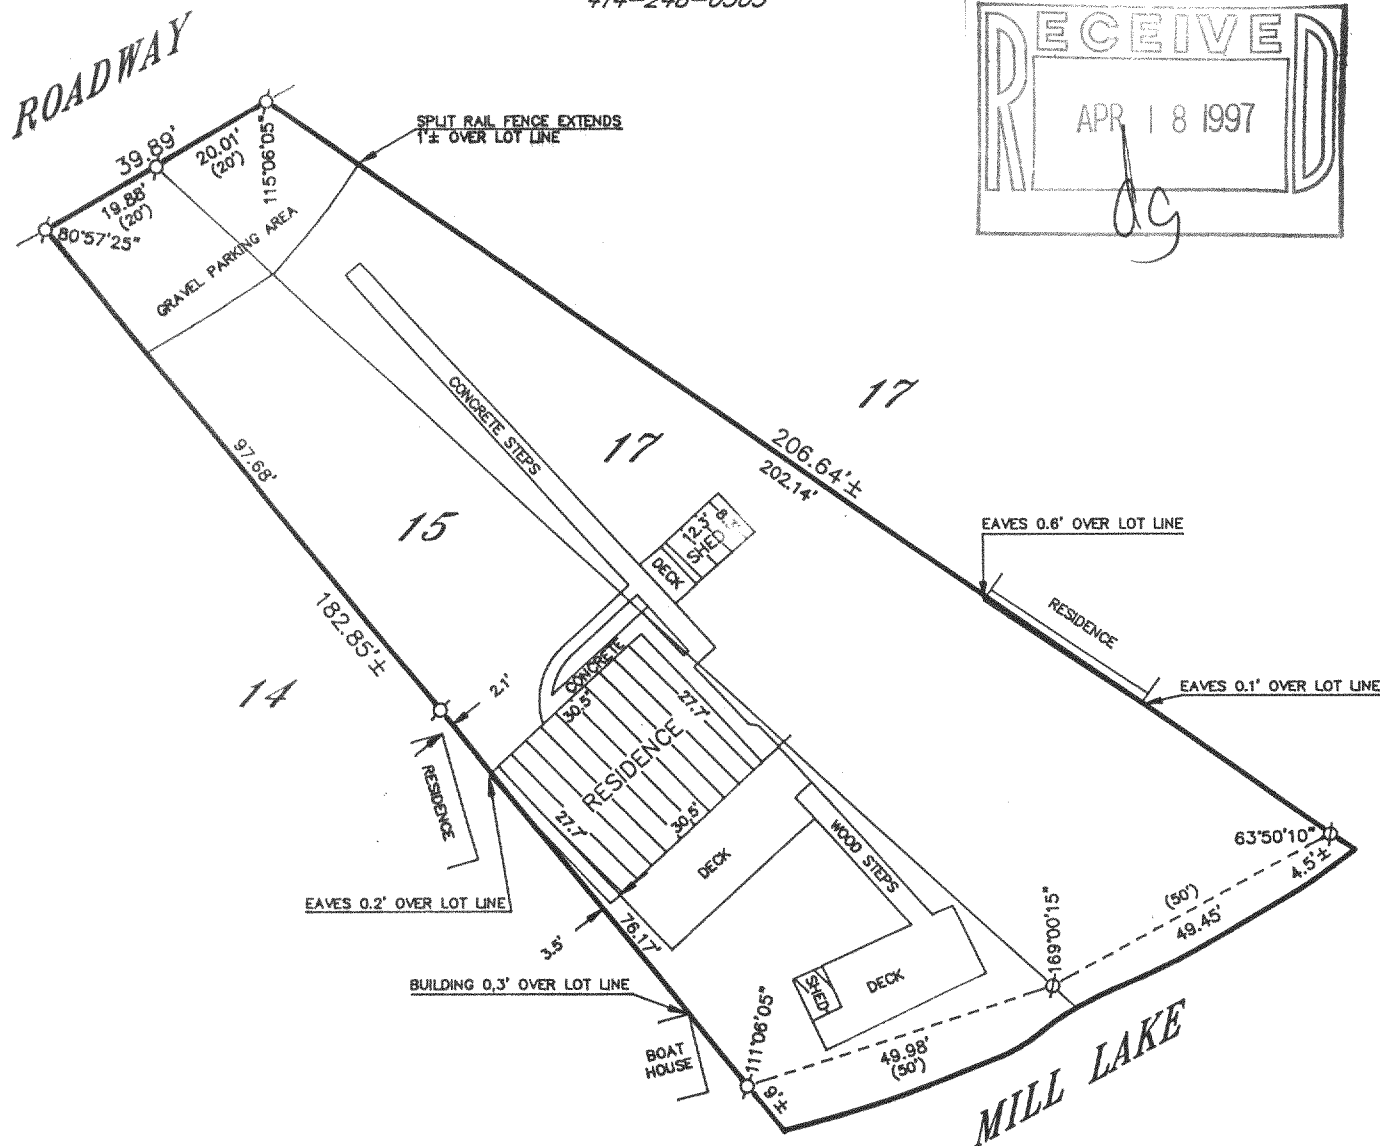 RECEIVED
APR 18 1997
dg
ROADWAY
39.89'
20.01'
(20')
19.88'
(20')
115°06'05"
80°57'25"
SPLIT RAIL FENCE EXTENDS
1'± OVER LOT LINE
GRAVEL PARKING AREA
97.68'
CONCRETE STEPS
17
17
206.64'±
202.14'
15
12.3'
SHED
DECK
EAVES 0.6' OVER LOT LINE
RESIDENCE
EAVES 0.1' OVER LOT LINE
182.85'±
14
2.1'
CONCRETE
30.5'
27.7'
RESIDENCE
27.7'
30.5'
RESIDENCE
DECK
WOOD STEPS
EAVES 0.2' OVER LOT LINE
76.17'
3.5'
63°50'10"
4.5'±
(50')
49.45'
169°00'15"
BUILDING 0,3' OVER LOT LINE
SHED
DECK
BOAT
HOUSE
111°06'05"
49.98'
(50')
9'±
MILL LAKE